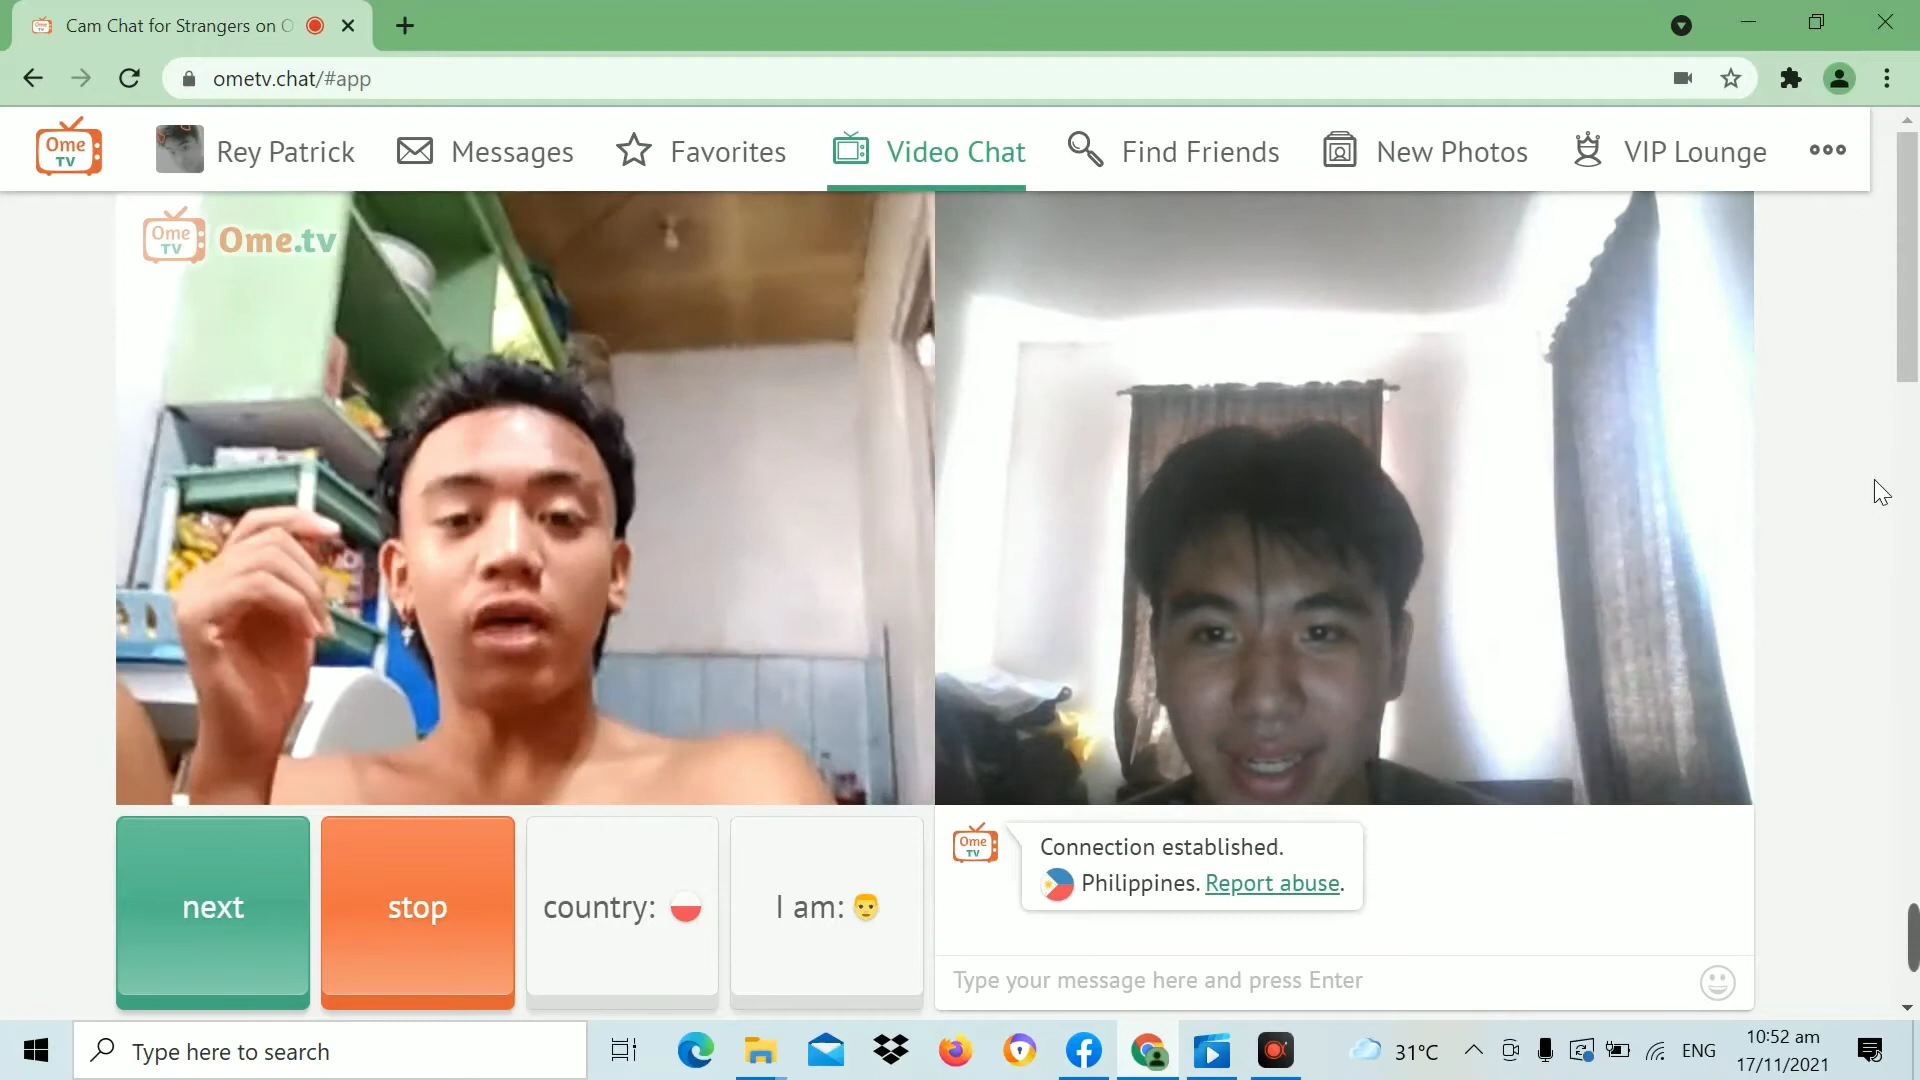 Cam Chat for Strangers on O
ometv.chat/#app
Ome TV
Rey Patrick
Messages
Favorites
Video Chat
Find Friends
New Photos
VIP Lounge
Ome TV
Ome.tv
next
stop
country:
I am:
Ome TV
Connection established.
Philippines. Report abuse.
Type your message here and press Enter
Type here to search
31°C
ENG
10:52 am
17/11/2021